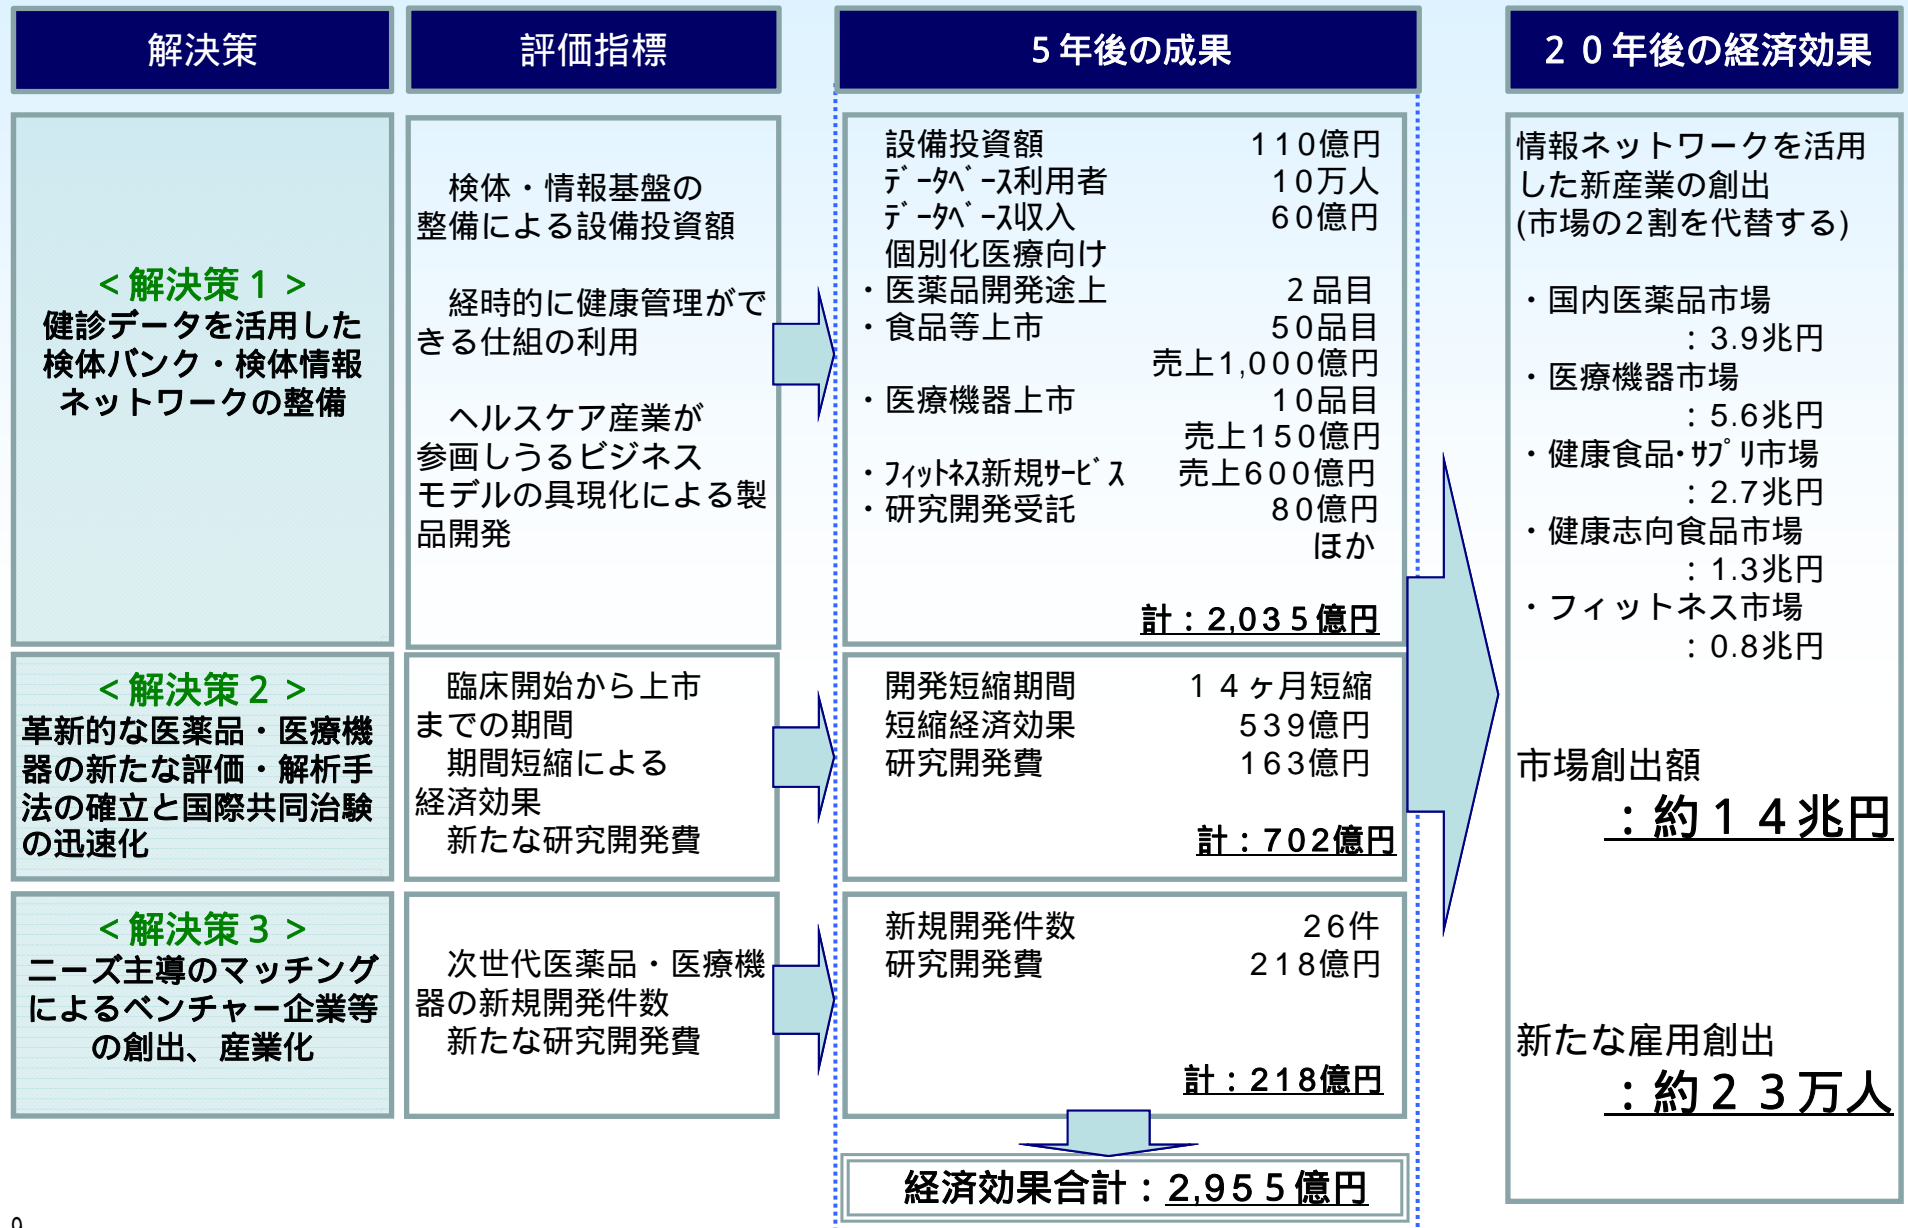 解決策
評価指標
5年後の成果
20年後の経済効果
<解決策1>
健診データを活用した
検体バンク・検体情報
ネットワークの整備
検体・情報基盤の
整備による設備投資額
経時的に健康管理がで
きる仕組の利用
ヘルスケア産業が
参画しうるビジネス
モデルの具現化による製
品開発
設備投資額 110億円
ﾃﾞｰﾀﾍﾞｰｽ利用者 10万人
ﾃﾞｰﾀﾍﾞｰｽ収入 60億円
個別化医療向け
・医薬品開発途上 2品目
・食品等上市 50品目
売上1,000億円
・医療機器上市 10品目
売上150億円
・ﾌｨｯﾄﾈｽ新規ｻｰﾋﾞｽ 売上600億円
・研究開発受託 80億円
ほか
計：2,035億円
<解決策2>
革新的な医薬品・医療機
器の新たな評価・解析手
法の確立と国際共同治験
の迅速化
臨床開始から上市
までの期間
期間短縮による
経済効果
新たな研究開発費
開発短縮期間 14ヶ月短縮
短縮経済効果 539億円
研究開発費 163億円
計：702億円
<解決策3>
ニーズ主導のマッチング
によるベンチャー企業等
の創出、産業化
次世代医薬品・医療機
器の新規開発件数
新たな研究開発費
新規開発件数 26件
研究開発費 218億円
計：218億円
経済効果合計：2,955億円
情報ネットワークを活用
した新産業の創出
(市場の2割を代替する)
・国内医薬品市場
：3.9兆円
・医療機器市場
：5.6兆円
・健康食品・ｻﾌﾟﾘ市場
：2.7兆円
・健康志向食品市場
：1.3兆円
・フィットネス市場
：0.8兆円
市場創出額
：約14兆円
新たな雇用創出
：約23万人